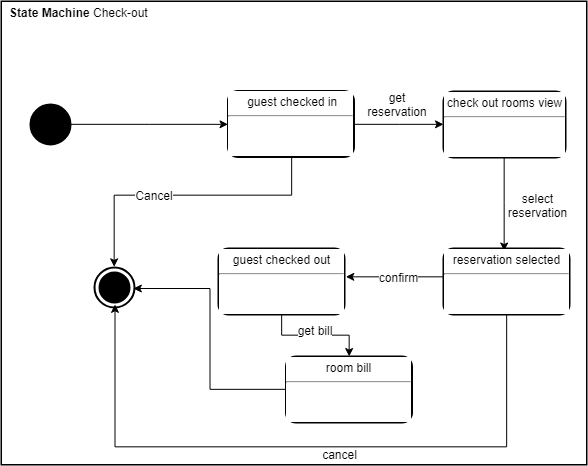 State Machine Check-out
guest checked in
get
reservation
check out rooms view
Cancel
select
reservation
guest checked out
confirm
reservation selected
get bill
room bill
cancel